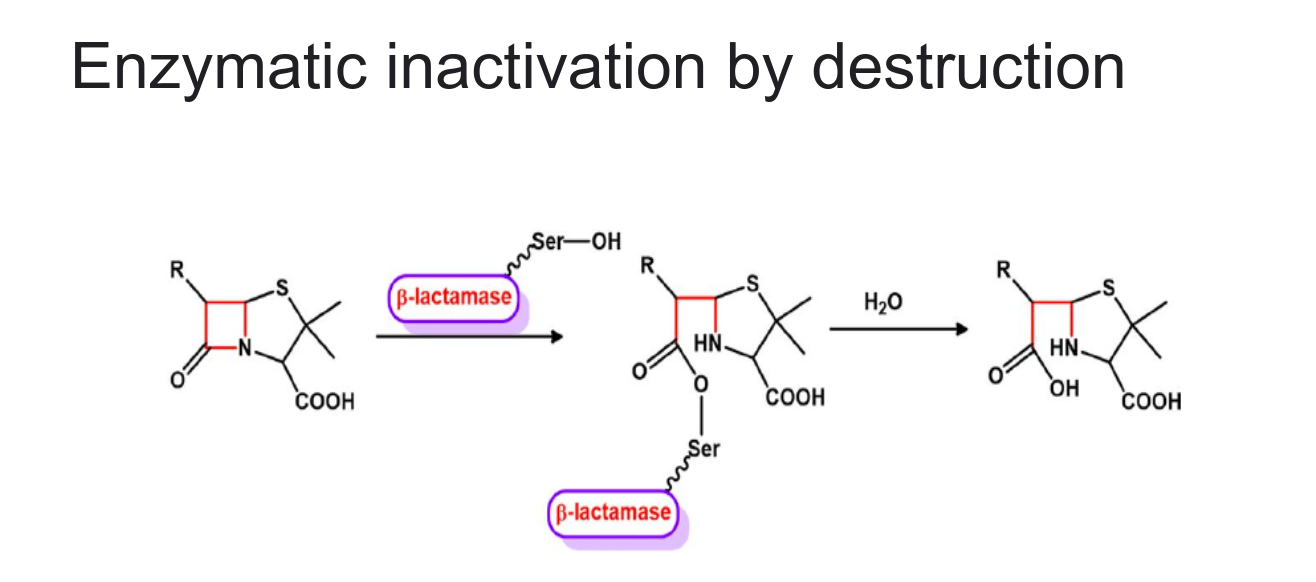 Enzymatic inactivation by destruction
R
S
N
O
COOH
β-lactamase
Ser—OH
R
S
HN
O
O
COOH
Ser
β-lactamase
H₂O
R
S
HN
O
OH
COOH